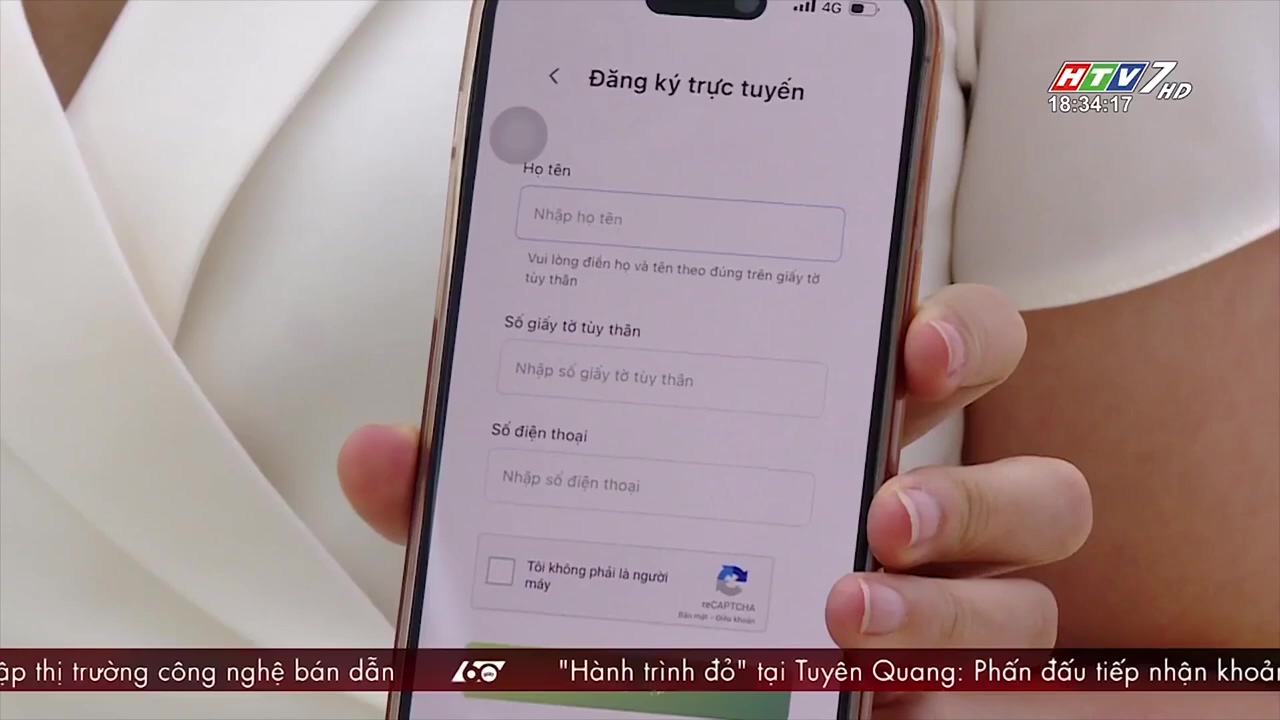 4G
HTV7 HD
18:34:17
Đăng ký trực tuyến
Họ tên
Nhập họ tên
Vui lòng điền họ và tên theo đúng trên giấy tờ
tùy thân
Số giấy tờ tùy thân
Nhập số giấy tờ tùy thân
Số điện thoại
Nhập số điện thoại
Tôi không phải là người
máy
reCAPTCHA
Bảo mật - Điều khoản
ập thị trường công nghệ bán dẫn
60 giây
"Hành trình đỏ" tại Tuyên Quang: Phấn đấu tiếp nhận khoản